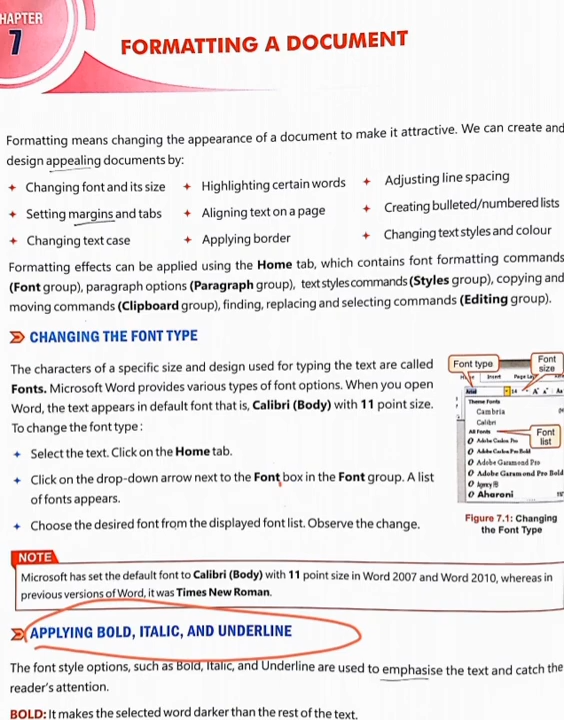 HAPTER
7
FORMATTING A DOCUMENT
Formatting means changing the appearance of a document to make it attractive. We can create and
design appealing documents by:
Changing font and its size
Highlighting certain words
Adjusting line spacing
Setting margins and tabs
Aligning text on a page
Creating bulleted/numbered lists
Changing text case
Applying border
Changing text styles and colour
Formatting effects can be applied using the Home tab, which contains font formatting commands
(Font group), paragraph options (Paragraph group), text styles commands (Styles group), copying and
moving commands (Clipboard group), finding, replacing and selecting commands (Editing group).
CHANGING THE FONT TYPE
The characters of a specific size and design used for typing the text are called
Fonts. Microsoft Word provides various types of font options. When you open
Word, the text appears in default font that is, Calibri (Body) with 11 point size.
To change the font type:
Select the text. Click on the Home tab.
Click on the drop-down arrow next to the Font box in the Font group. A list
of fonts appears.
Choose the desired font from the displayed font list. Observe the change.
Font type
Font
size
Insert Page La
Arial
Theme Fonts
Cambria
Calibri
All Fonts
Font
list
Adobe Caslon Pro
Adobe Caslon Pro Bold
Adobe Garamond Pro
Adobe Garamond Pro Bold
Agency FB
Aharoni
Figure 7.1: Changing
the Font Type
NOTE
Microsoft has set the default font to Calibri (Body) with 11 point size in Word 2007 and Word 2010, whereas in
previous versions of Word, it was Times New Roman.
APPLYING BOLD, ITALIC, AND UNDERLINE
The font style options, such as Bold, Italic, and Underline are used to emphasise the text and catch the
reader's attention.
BOLD: It makes the selected word darker than the rest of the text.